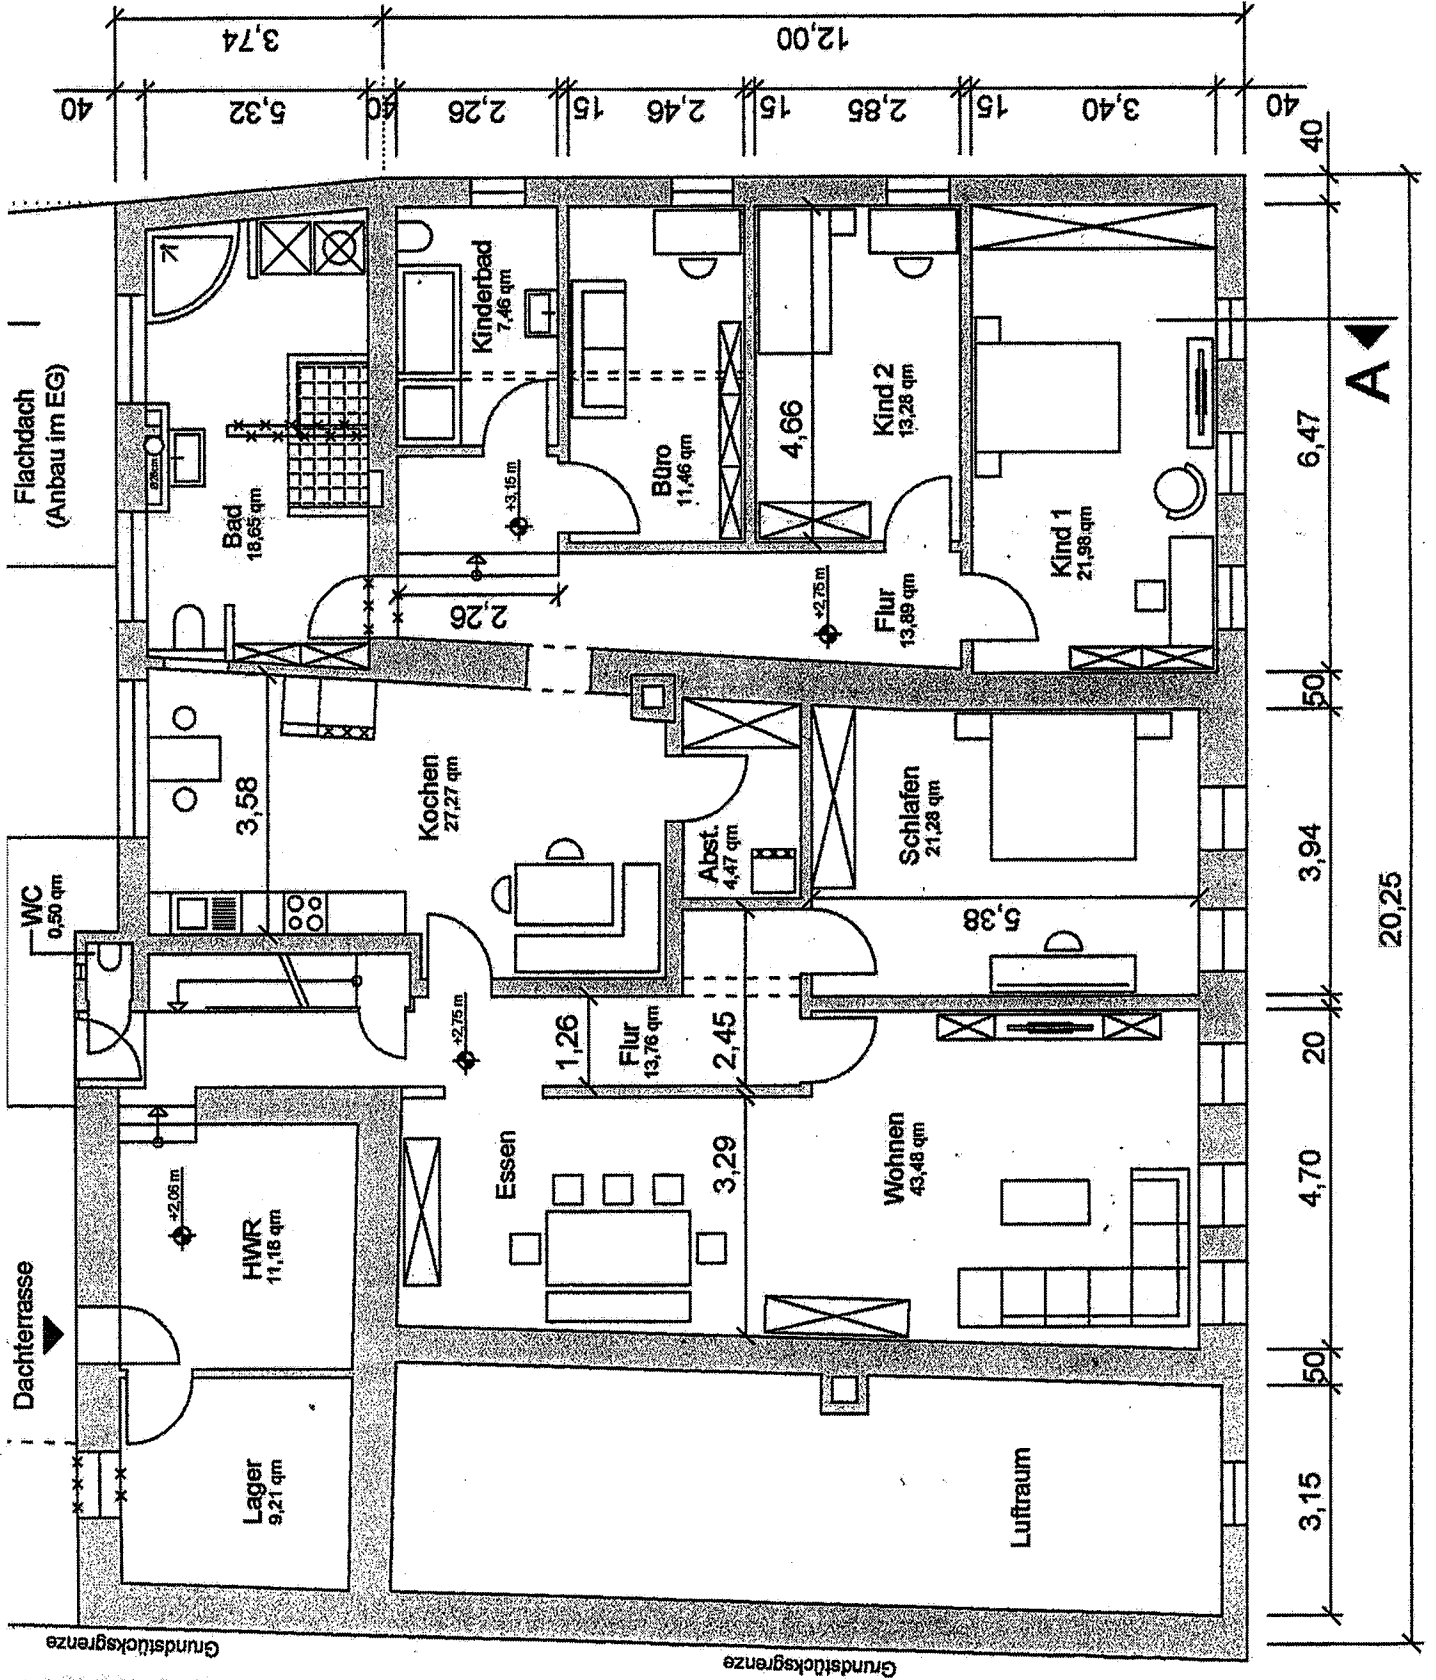 Flachdach
(Anbau im EG)
Dachterrasse
WC
0,50 qm
Bad
18,65 qm
Kinderbad
7,46 qm
Büro
11,46 qm
Kind 2
13,28 qm
Kind 1
21,98 qm
Flur
13,89 qm
Kochen
27,27 qm
Abst.
4,47 qm
Schlafen
21,28 qm
Flur
13,76 qm
Essen
Wohnen
43,48 qm
HWR
11,18 qm
Lager
9,21 qm
Luftraum
+3,15 m
+2,75 m
+2,75 m
+2,06 m
3,58
2,26
4,66
5,38
1,26
2,45
3,29
3,74
12,00
40
5,32
40
2,26
15
2,46
15
2,85
15
3,40
40
40
6,47
50
3,94
20
4,70
50
3,15
20,25
A
Grundstücksgrenze
Grundstücksgrenze